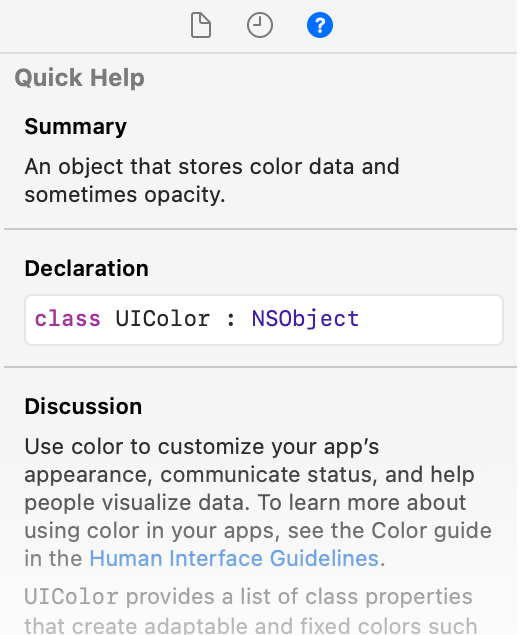 ?
Quick Help
Summary
An object that stores color data and
sometimes opacity.
Declaration
class UIColor : NSObject
Discussion
Use color to customize your app’s
appearance, communicate status, and help
people visualize data. To learn more about
using color in your apps, see the Color guide
in the Human Interface Guidelines.
UIColor provides a list of class properties
that create adaptable and fixed colors such